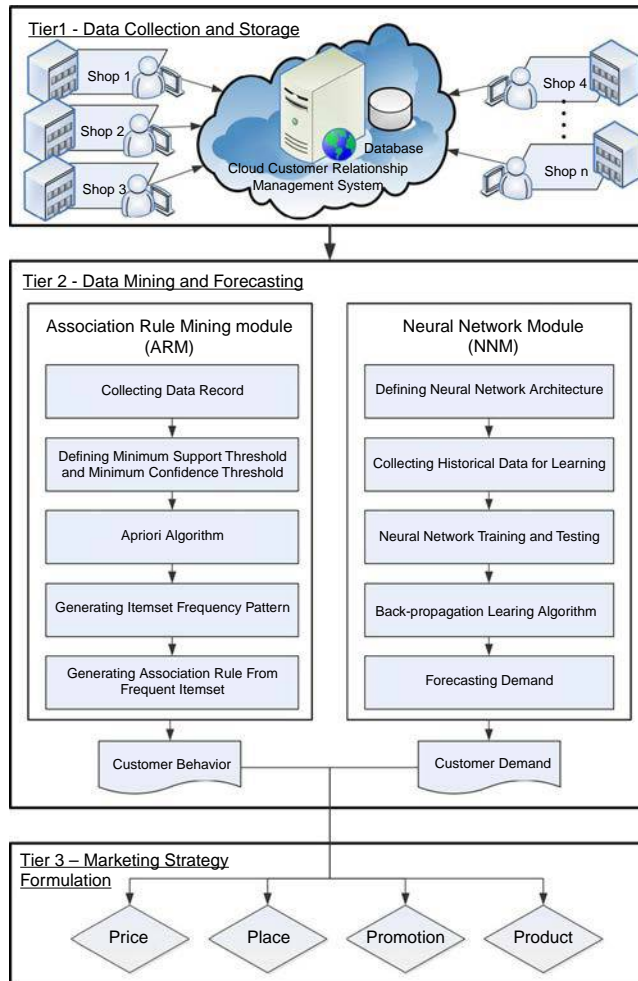 Tier1 - Data Collection and Storage
Shop 1
Shop 2
Shop 3
Database
Cloud Customer Relationship
Management System
Shop 4
Shop n
Tier 2 - Data Mining and Forecasting
Association Rule Mining module
(ARM)
Collecting Data Record
Defining Minimum Support Threshold
and Minimum Confidence Threshold
Apriori Algorithm
Generating Itemset Frequency Pattern
Generating Association Rule From
Frequent Itemset
Customer Behavior
Neural Network Module
(NNM)
Defining Neural Network Architecture
Collecting Historical Data for Learning
Neural Network Training and Testing
Back-propagation Learing Algorithm
Forecasting Demand
Customer Demand
Tier 3 – Marketing Strategy
Formulation
Price
Place
Promotion
Product